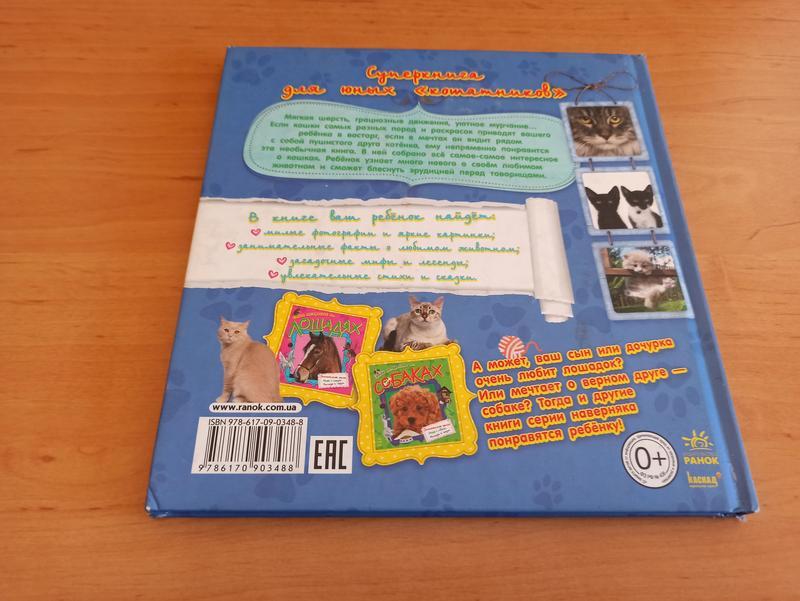 Суперкнига
для юных «котатников»
Мягкая шерсть, грациозные движения, уютное мурчание...
Если кошки самых разных пород и раскрасок приводят вашего
ребёнка в восторг, если в мечтах он видит рядом
с собой пушистого друга котёнка, ему непременно понравится
эта необычная книга. В ней собрано всё самое-самое интересное
о кошках. Ребёнок узнает много нового о своём любимом
животном и сможет блеснуть эрудицией перед товарищами.
В книге ваш ребёнок найдёт:
милые фотографии и яркие картинки;
занимательные факты о любимом животном;
загадочные мифы и легенды;
увлекательные стихи и сказки.
ЛОШАДЯХ
СОБАКАХ
А может, ваш сын или дочурка
очень любит лошадок?
Или мечтает о верном друге —
собаке? Тогда и другие
книги серии наверняка
понравятся ребёнку!
www.ranok.com.ua
ISBN 978-617-09-0348-8
9786170903488
EAC
0+
РАНОК
КАСКАД